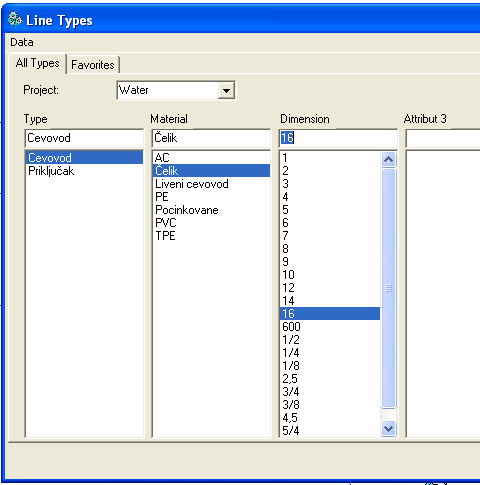 Line Types
Data
All Types Favorites
Project: Water
Type Material Dimension Attribut 3
Cevovod Čelik 16
Cevovod AC 1
Priključak Čelik 2
Liveni cevovod 3
PE 4
Pocinkovane 5
PVC 6
TPE 7
8
9
10
12
14
16
600
1/2
1/4
1/8
2,5
3/4
3/8
4,5
5/4